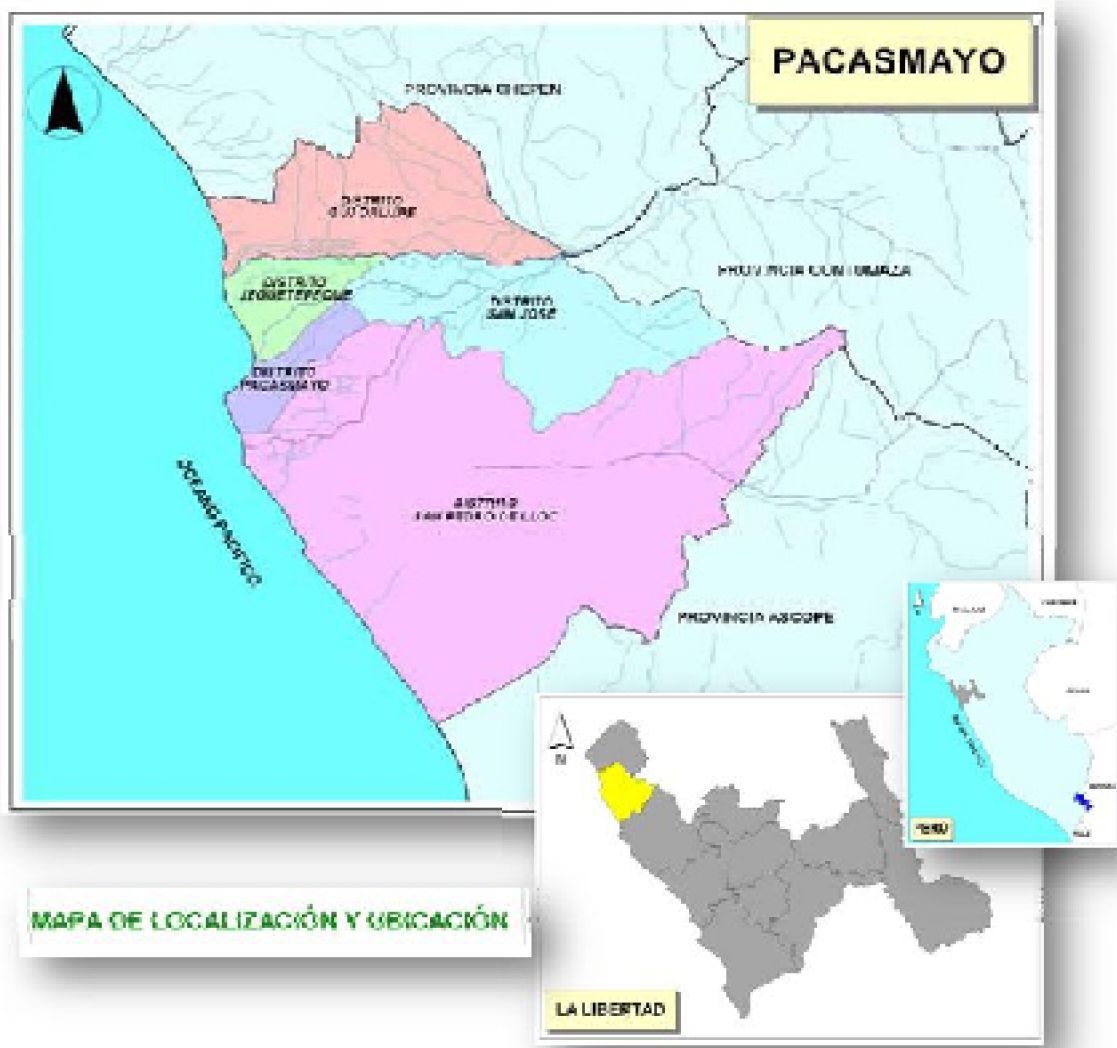 PACASMAYO
PROVINCIA CHEPEN
DISTRITO
GUADALUPE
DISTRITO
JEQUETEPEQUE
DISTRITO
SAN JOSE
PROVINCIA CONTUMAZA
DISTRITO
PACASMAYO
DISTRITO
SAN PEDRO DE LLOC
OCEANO PACIFICO
PROVINCIA ASCOPE
N
PERU
MAPA DE LOCALIZACIÓN Y UBICACIÓN
LA LIBERTAD